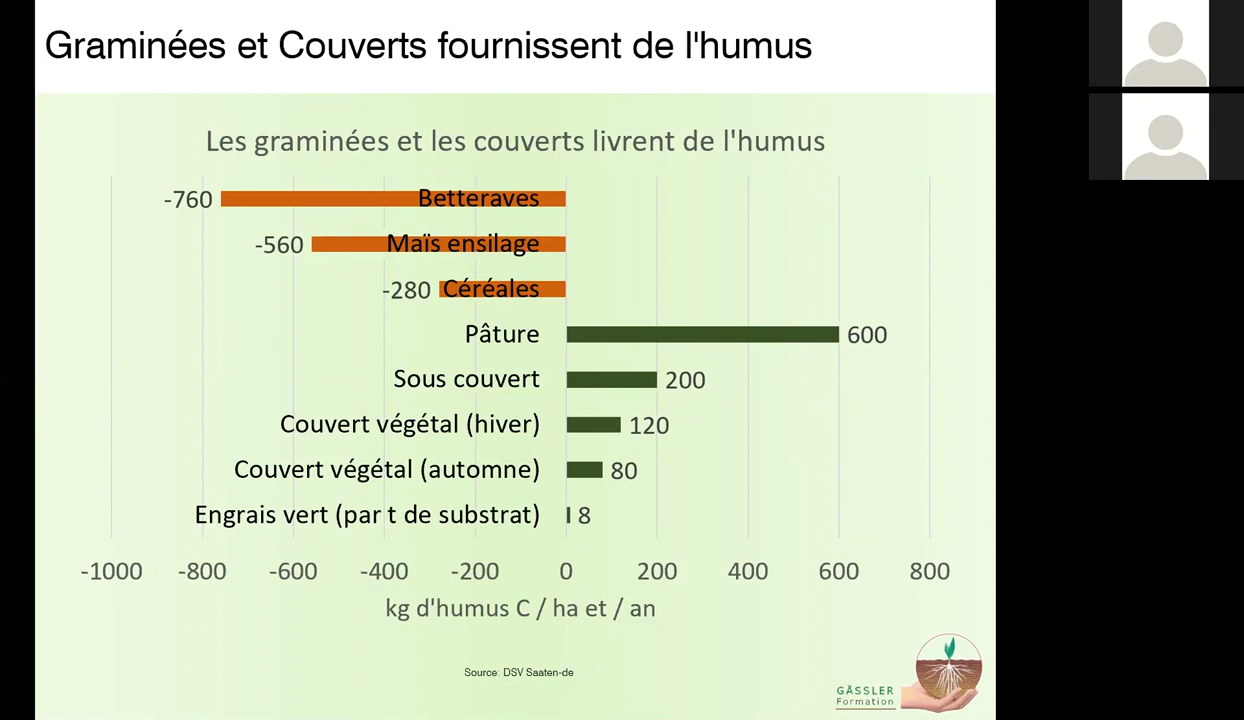 Graminées et Couverts fournissent de l'humus
Les graminées et les couverts livrent de l'humus
-760 Betteraves
-560 Maïs ensilage
-280 Céréales
Pâture 600
Sous couvert 200
Couvert végétal (hiver) 120
Couvert végétal (automne) 80
Engrais vert (par t de substrat) 8
-1000 -800 -600 -400 -200 0 200 400 600 800
kg d'humus C / ha et / an
Source: DSV Saaten-de
GÄSSLER
Formation